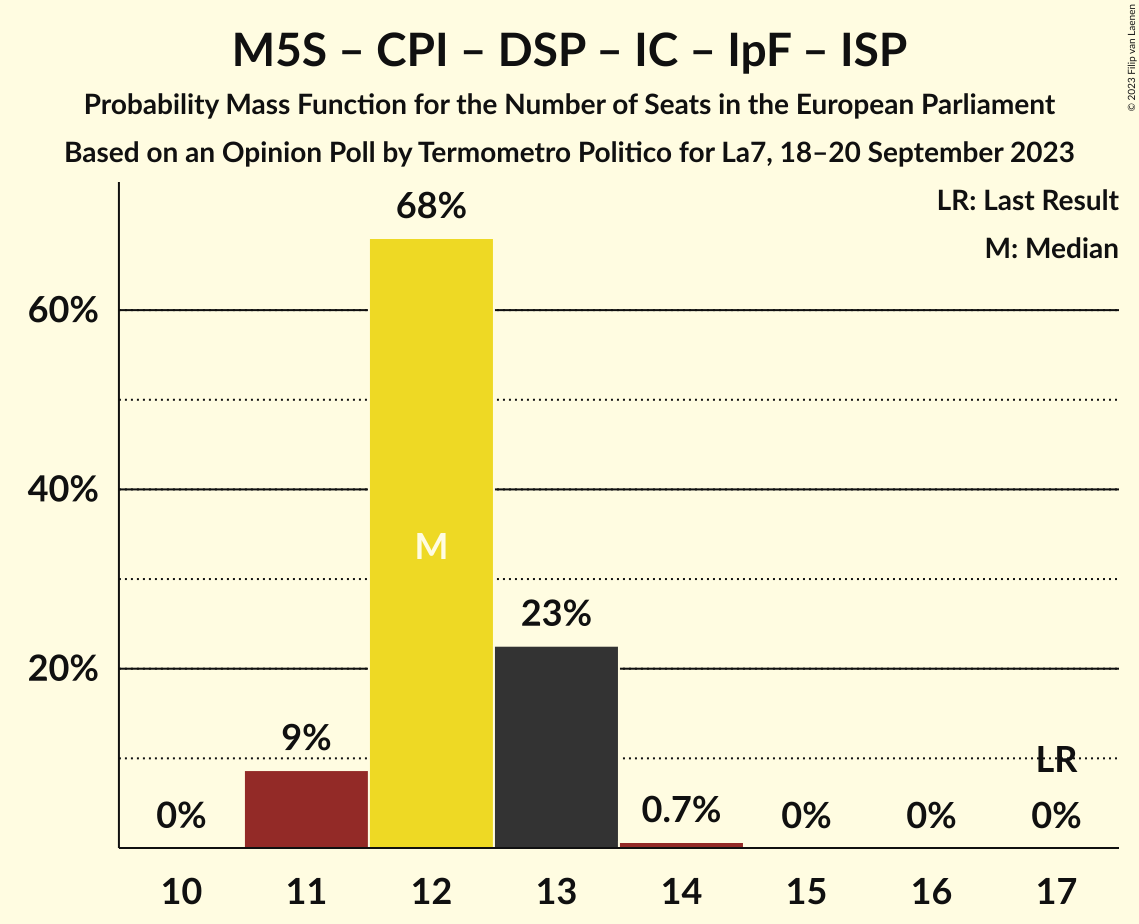 M5S – CPI – DSP – IC – IpF – ISP
Probability Mass Function for the Number of Seats in the European Parliament
Based on an Opinion Poll by Termometro Politico for La7, 18–20 September 2023
© 2023 Filip van Laenen
LR: Last Result
M: Median
68%
60%
40%
M
23%
20%
9%
LR
0%
0.7%
0%
0%
0%
10 11 12 13 14 15 16 17